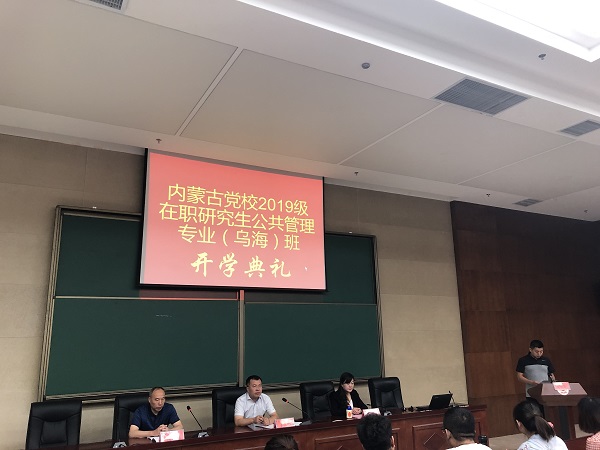 内蒙古党校2019级
在职研究生公共管理
专业（乌海）班
开学典礼